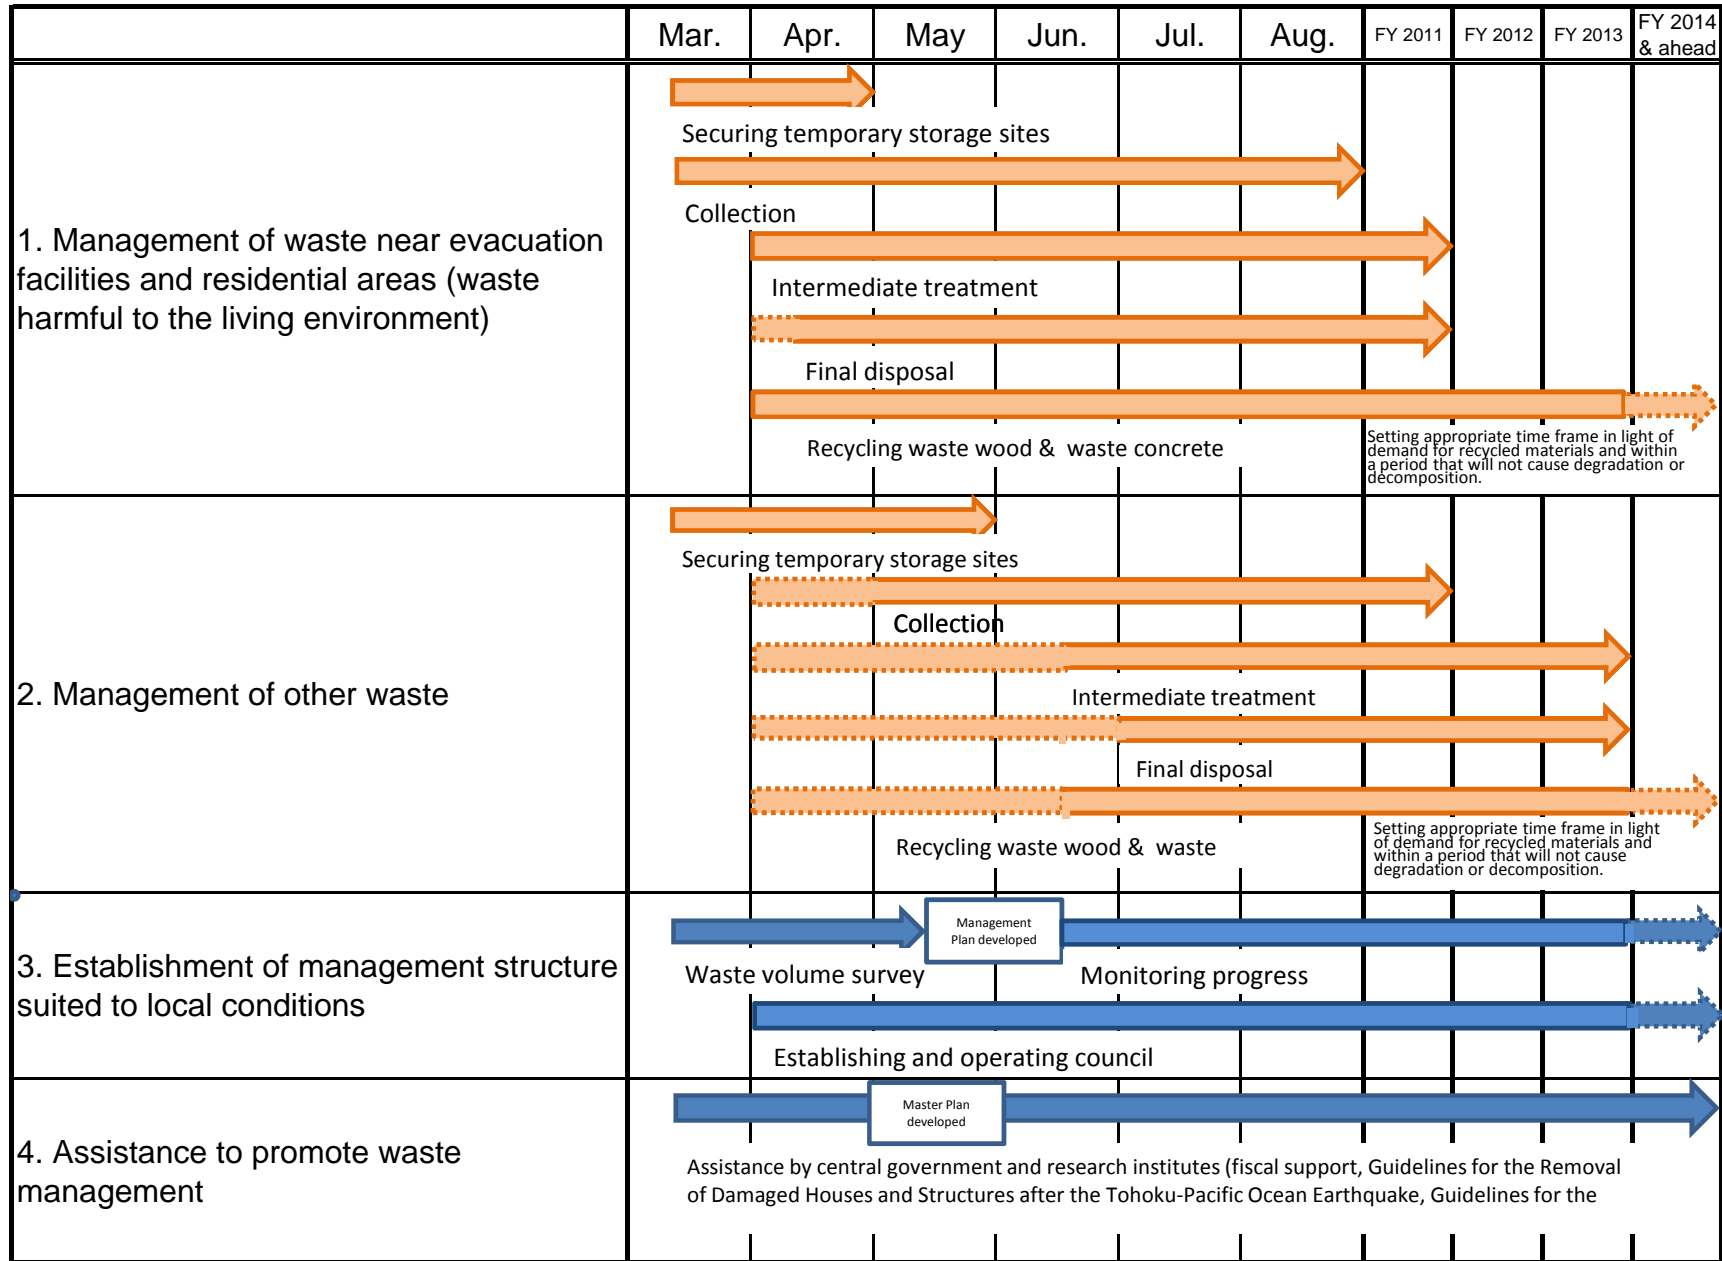 Mar. Apr. May Jun. Jul. Aug. FY 2011 FY 2012 FY 2013 FY 2014
& ahead
1. Management of waste near evacuation
facilities and residential areas (waste
harmful to the living environment)
Securing temporary storage sites
Collection
Intermediate treatment
Final disposal
Recycling waste wood & waste concrete
Setting appropriate time frame in light of
demand for recycled materials and within
a period that will not cause degradation or
decomposition.
2. Management of other waste
Securing temporary storage sites
Collection
Intermediate treatment
Final disposal
Recycling waste wood & waste
Setting appropriate time frame in light
of demand for recycled materials and
within a period that will not cause
degradation or decomposition.
3. Establishment of management structure
suited to local conditions
Management
Plan developed
Waste volume survey
Monitoring progress
Establishing and operating council
4. Assistance to promote waste
management
Master Plan
developed
Assistance by central government and research institutes (fiscal support, Guidelines for the Removal
of Damaged Houses and Structures after the Tohoku-Pacific Ocean Earthquake, Guidelines for the